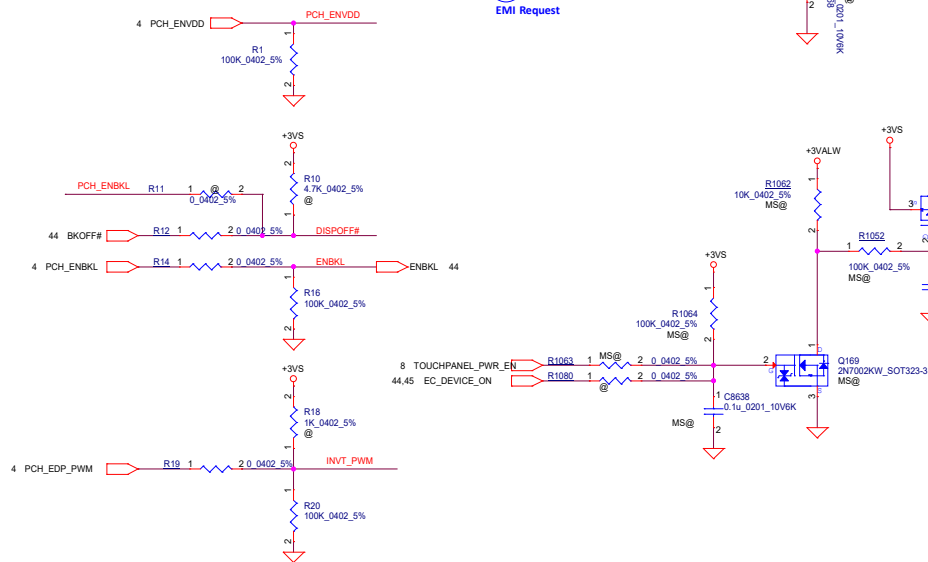 EMI Request
4 PCH_ENVDD
PCH_ENVDD
1
R1
100K_0402_5%
2
@
0201_10V6K
+3VS
2
R10
4.7K_0402_5%
@
1
PCH_ENBKL
R11
1
@
2
0_0402_5%
44 BKOFF#
R12
1
2
0_0402_5%
DISPOFF#
4 PCH_ENBKL
R14
1
2
0_0402_5%
ENBKL
ENBKL 44
1
R16
100K_0402_5%
2
+3VS
2
R18
1K_0402_5%
@
1
4 PCH_EDP_PWM
R19
1
2
0_0402_5%
INVT_PWM
1
R20
100K_0402_5%
2
+3VS
3
+3VALW
1
R1062
10K_0402_5%
MS@
2
1
R1052
2
100K_0402_5%
MS@
+3VS
1
R1064
100K_0402_5%
MS@
2
8 TOUCHPANEL_PWR_EN
R1063
1
MS@
2
0_0402_5%
44,45 EC_DEVICE_ON
R1080
1
@
2
0_0402_5%
1
C8638
0.1u_0201_10V6K
MS@
2
2
G
1
D
S
3
Q169
2N7002KW_SOT323-3
MS@